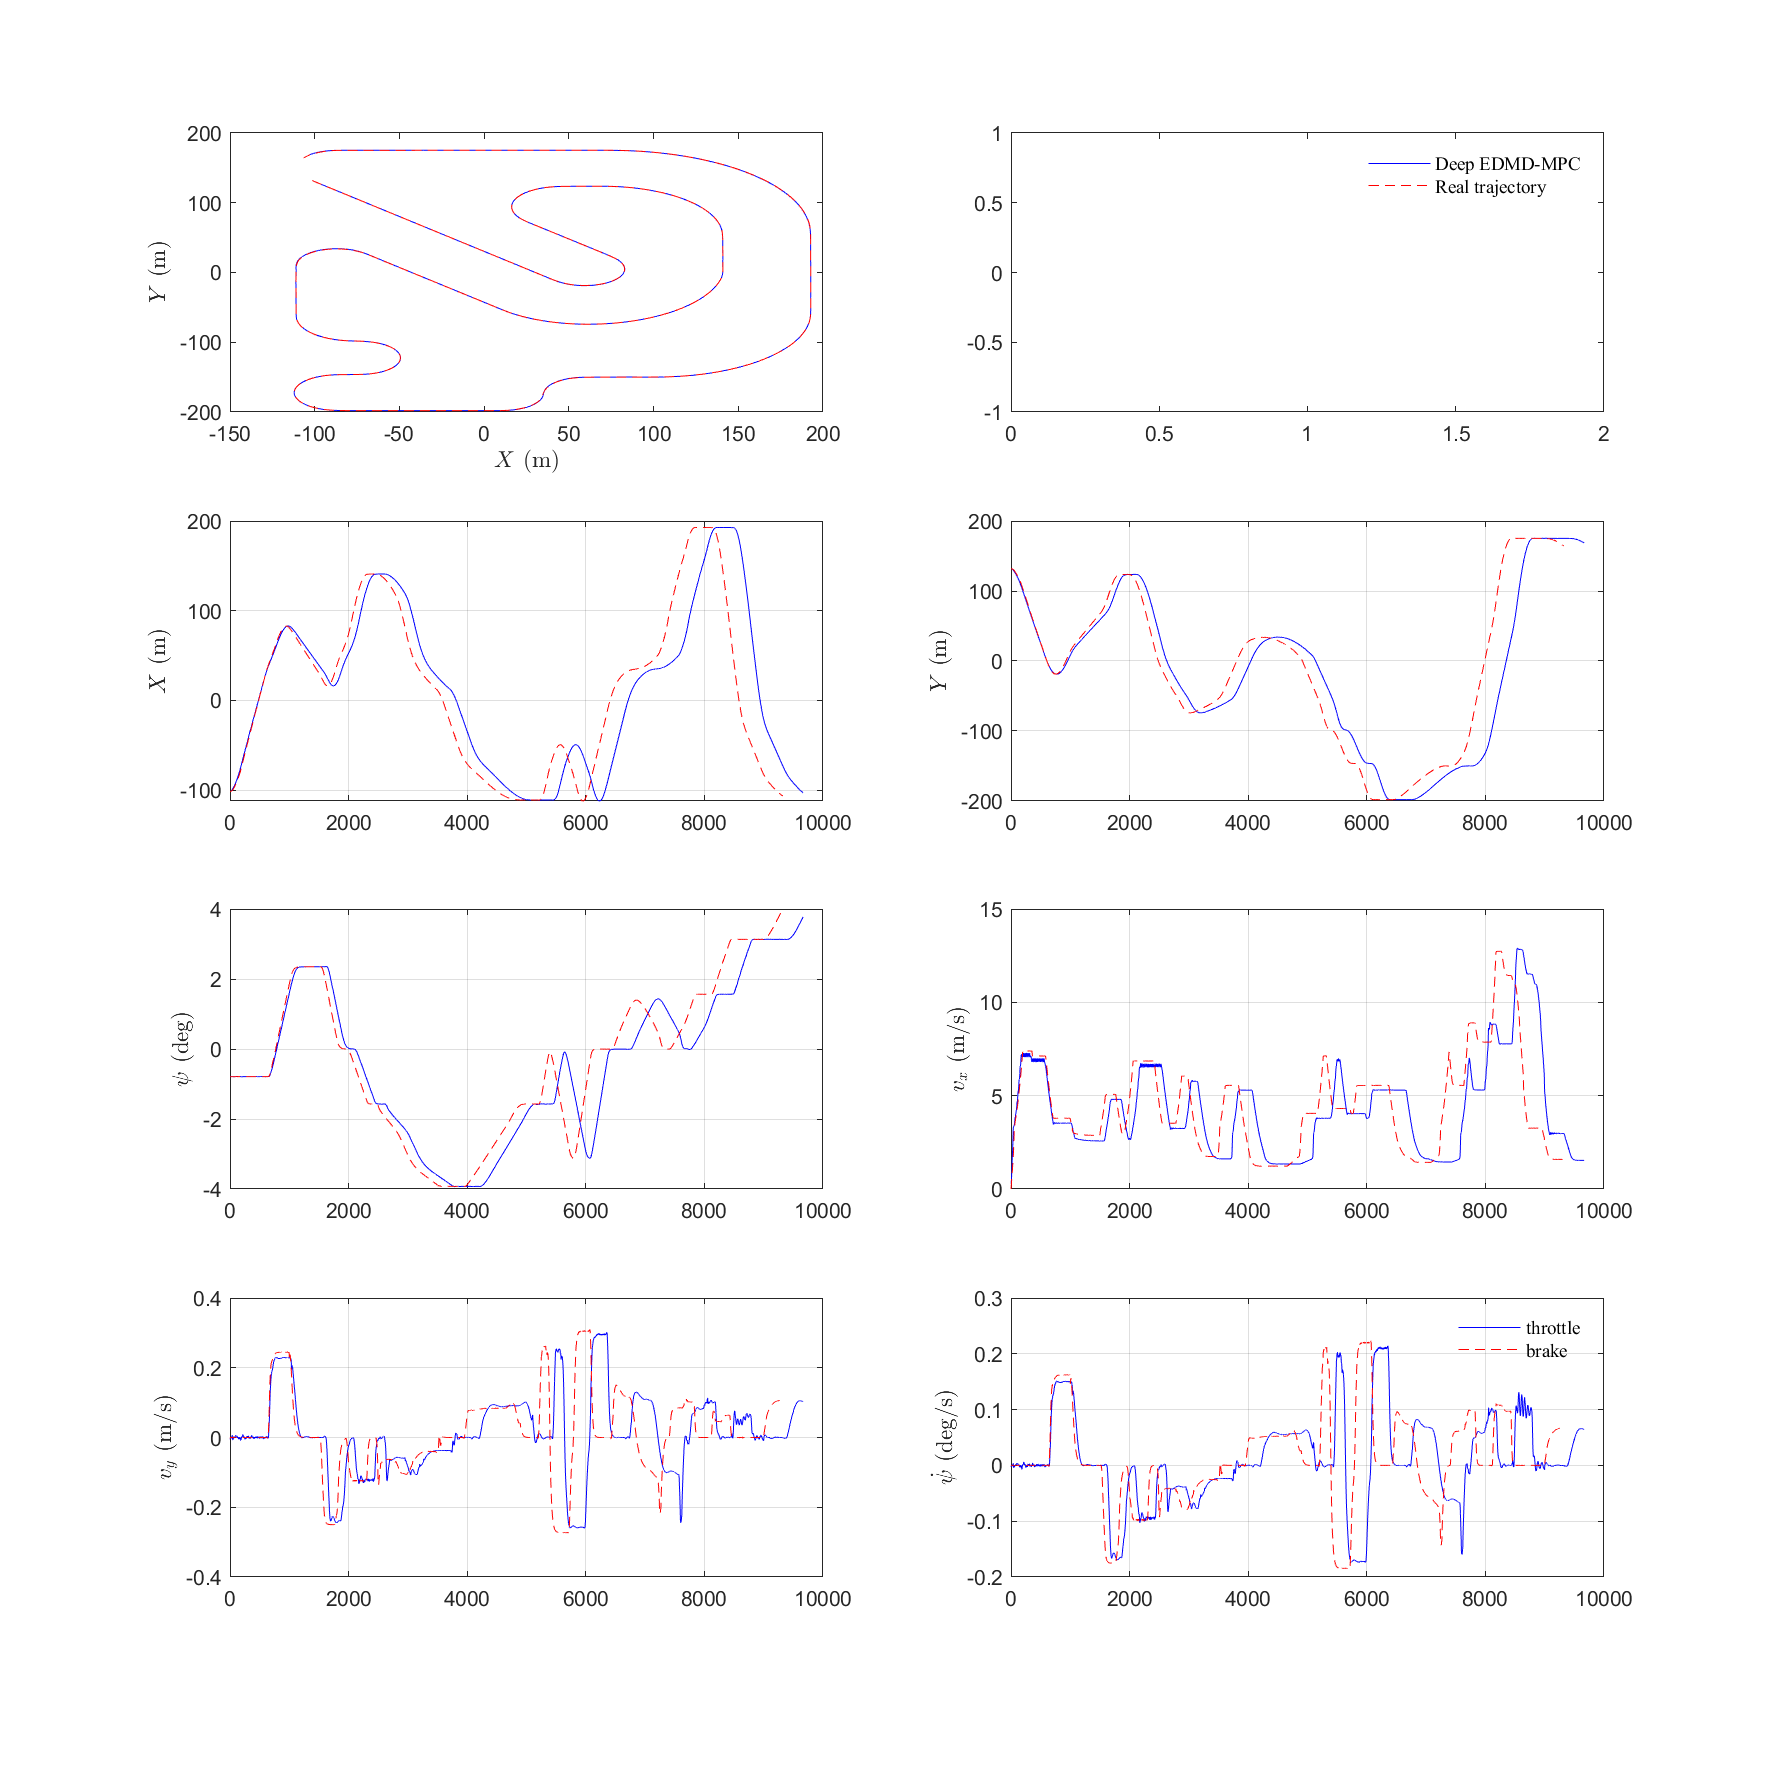 200
100
0
-100
-200
-150 -100 -50 0 50 100 150 200
Y (m)
X (m)
1
0.5
0
-0.5
-1
0 0.5 1 1.5 2
Deep EDMD-MPC
Real trajectory
200
100
0
-100
0 2000 4000 6000 8000 10000
X (m)
200
100
0
-100
-200
0 2000 4000 6000 8000 10000
Y (m)
4
2
0
-2
-4
0 2000 4000 6000 8000 10000
ψ (deg)
15
10
5
0
0 2000 4000 6000 8000 10000
v_x (m/s)
0.4
0.2
0
-0.2
-0.4
0 2000 4000 6000 8000 10000
v_y (m/s)
0.3
0.2
0.1
0
-0.1
-0.2
0 2000 4000 6000 8000 10000
ψ̇ (deg/s)
throttle
brake